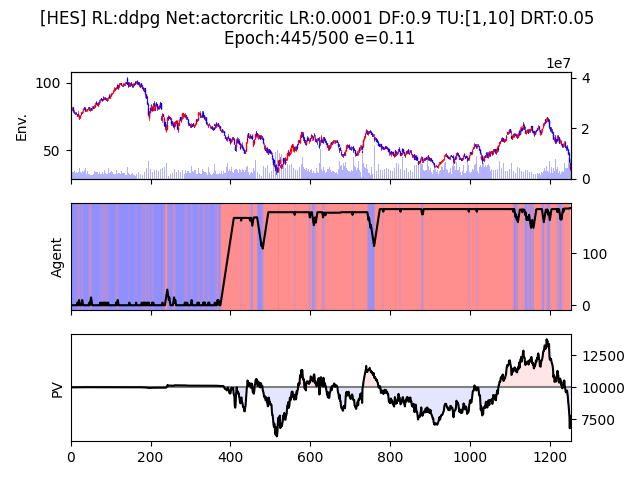 [HES] RL:ddpg Net:actorcritic LR:0.0001 DF:0.9 TU:[1,10] DRT:0.05
Epoch:445/500 e=0.11
1e7
100
50
Env.
4
2
0
Agent
100
0
PV
12500
10000
7500
0 200 400 600 800 1000 1200